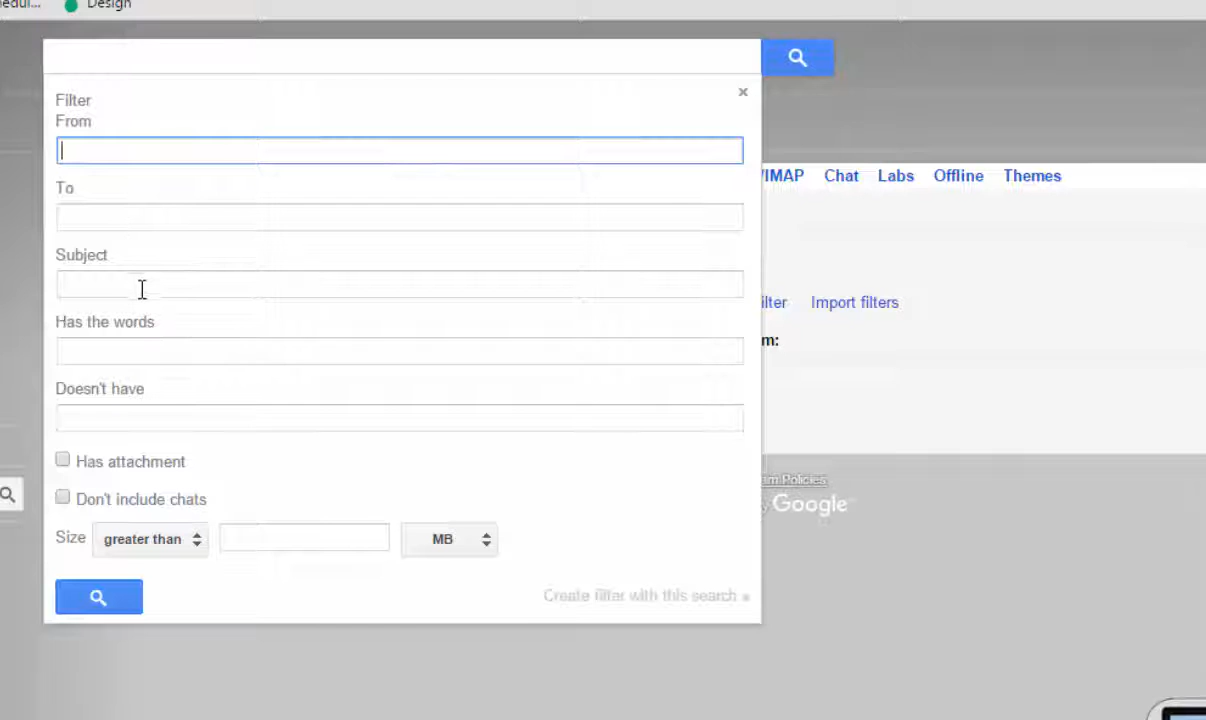 Design
Filter
From
To
Subject
Has the words
Doesn't have
Has attachment
Don't include chats
Size greater than MB
Create filter with this search »
/IMAP Chat Labs Offline Themes
Import filters
Policies
Google